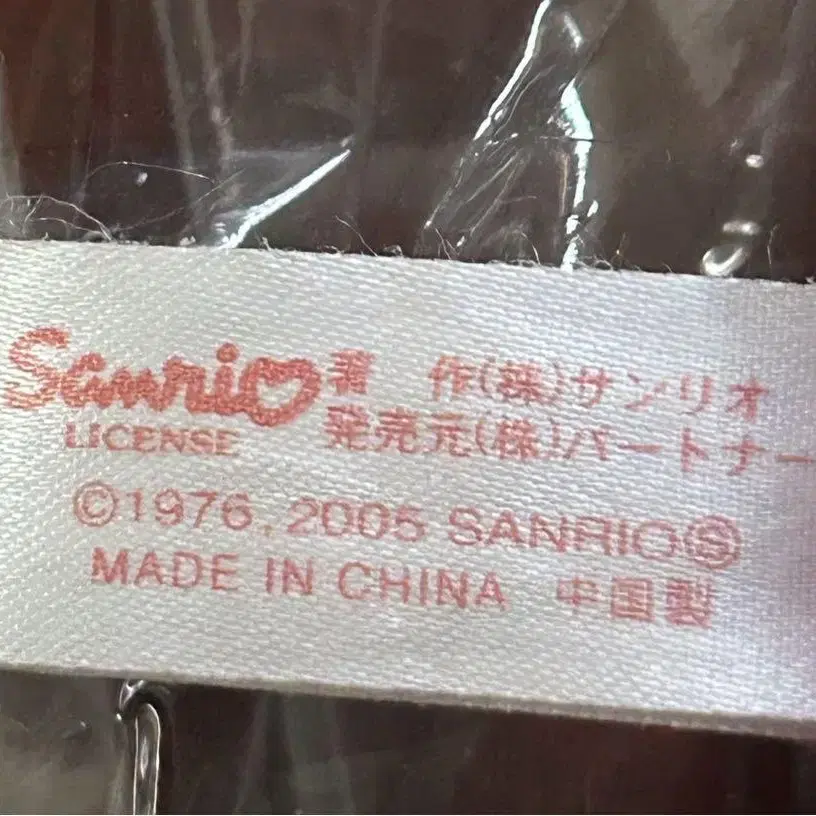 Sanrio 著 作(株)サンリオ
LICENSE 発売元(株)パートナー
©1976, 2005 SANRIO Ⓢ
MADE IN CHINA 中国製